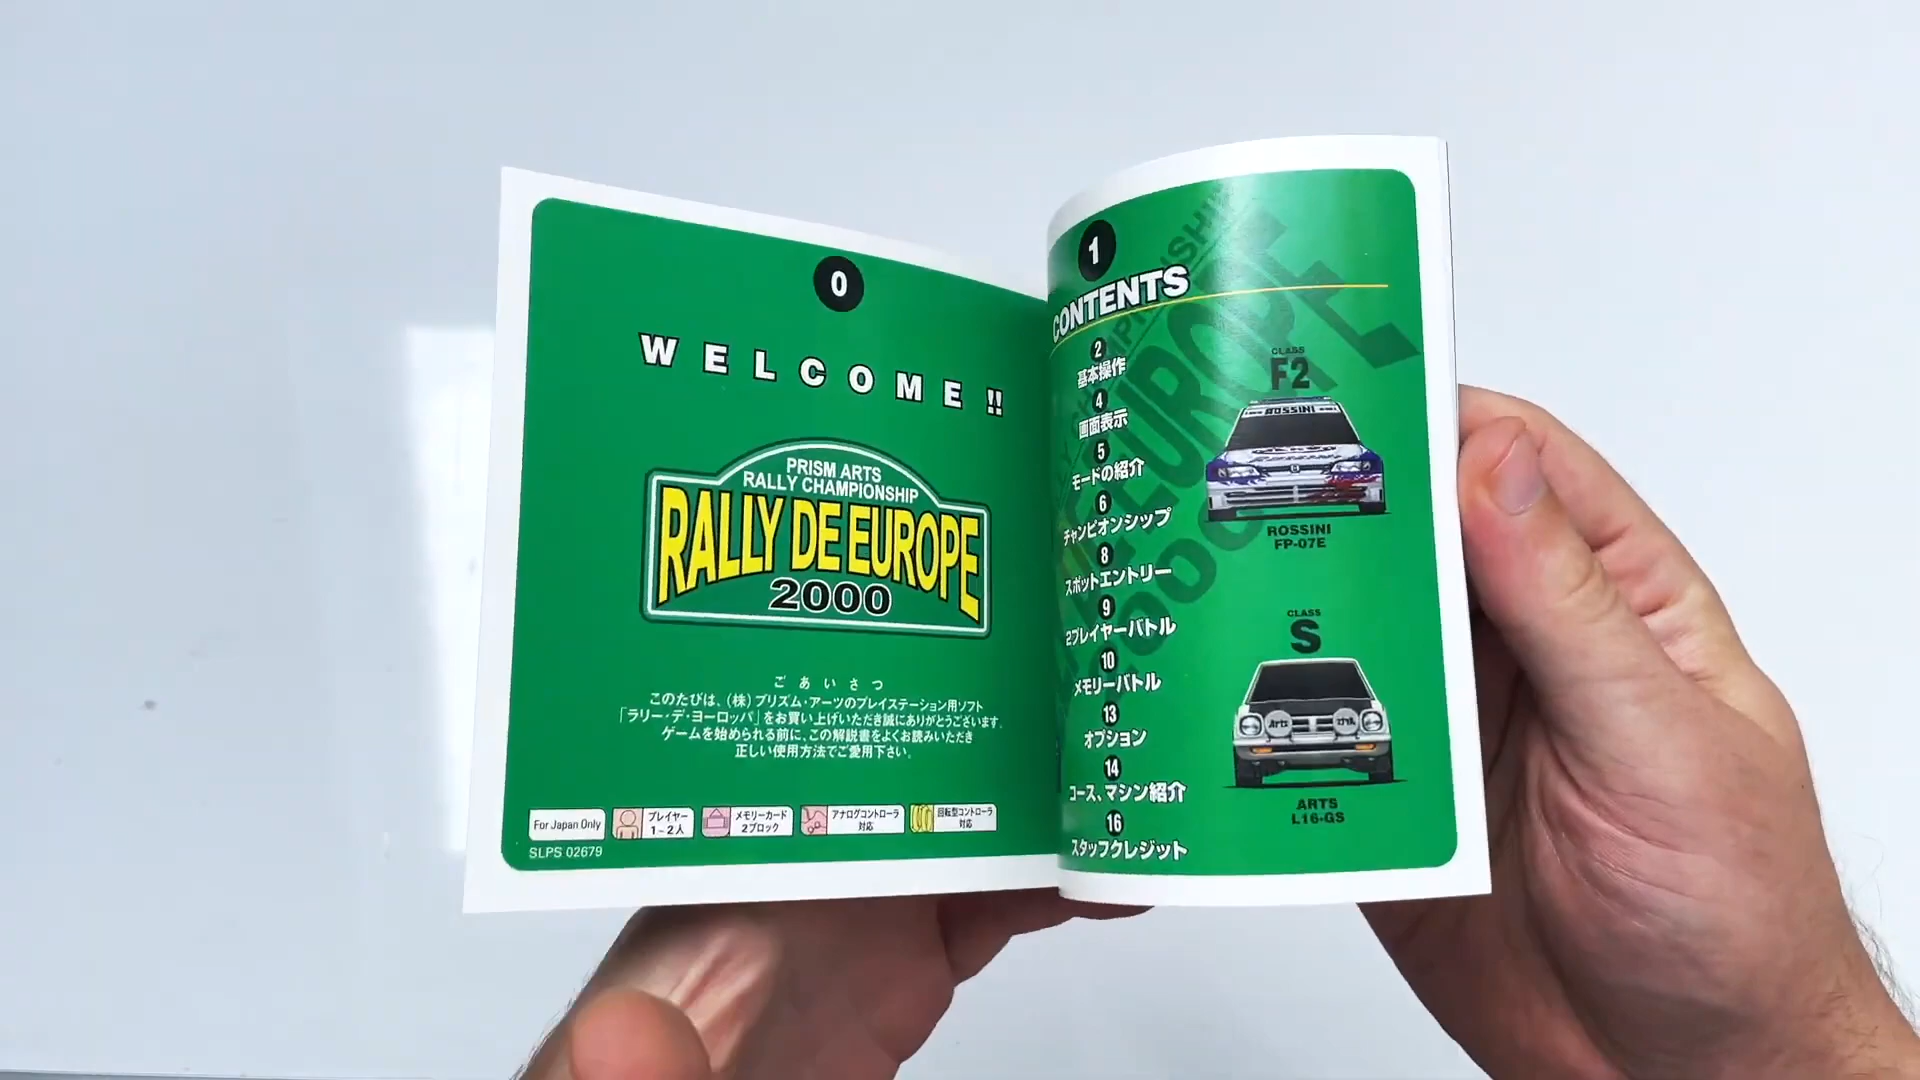 0
WELCOME!!
PRISM ARTS
RALLY CHAMPIONSHIP
RALLY DE EUROPE
2000
ごあいさつ
このたびは、(株)プリズム・アーツのプレイステーション用ソフト
「ラリー・デ・ヨーロッパ」をお買い上げいただき誠にありがとうございます。
ゲームを始められる前に、この解説書をよくお読みいただき
正しい使用方法でご愛用下さい。
For Japan Only
プレイヤー
1~2人
メモリーカード
2ブロック
アナログコントローラ
対応
回転型コントローラ
対応
SLPS 02679
1
CONTENTS
2
基本操作
4
画面表示
5
モードの紹介
6
チャンピオンシップ
8
スポットエントリー
9
2プレイヤーバトル
10
メモリーバトル
13
オプション
14
コース、マシン紹介
16
スタッフクレジット
CLASS
F2
ROSSINI
ROSSINI
FP-07E
CLASS
S
Arts
ARTS
L16-GS